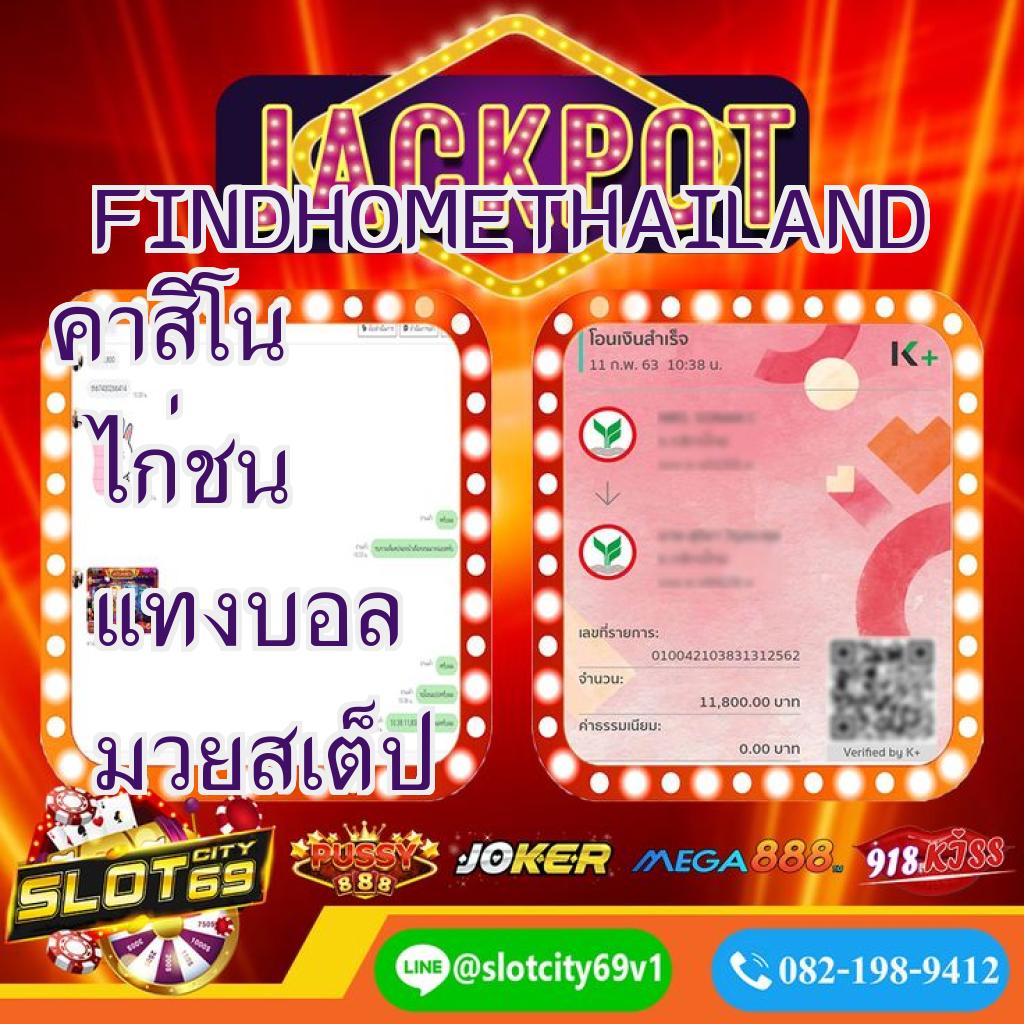 JACKPOT
FINDHOMETHAILAND
คาสิโน
ไก่ชน
แทงบอล
มวยสเต็ป
โอนเงินสำเร็จ
11 ก.พ. 63 10:38 น.
K+
เลขที่รายการ:
010042103831312562
จำนวน:
11,800.00 บาท
ค่าธรรมเนียม:
0.00 บาท
Verified by K+
SLOT CITY 69
PUSSY 888
JOKER
MEGA888
918KISS
LINE @slotcity69v1
082-198-9412